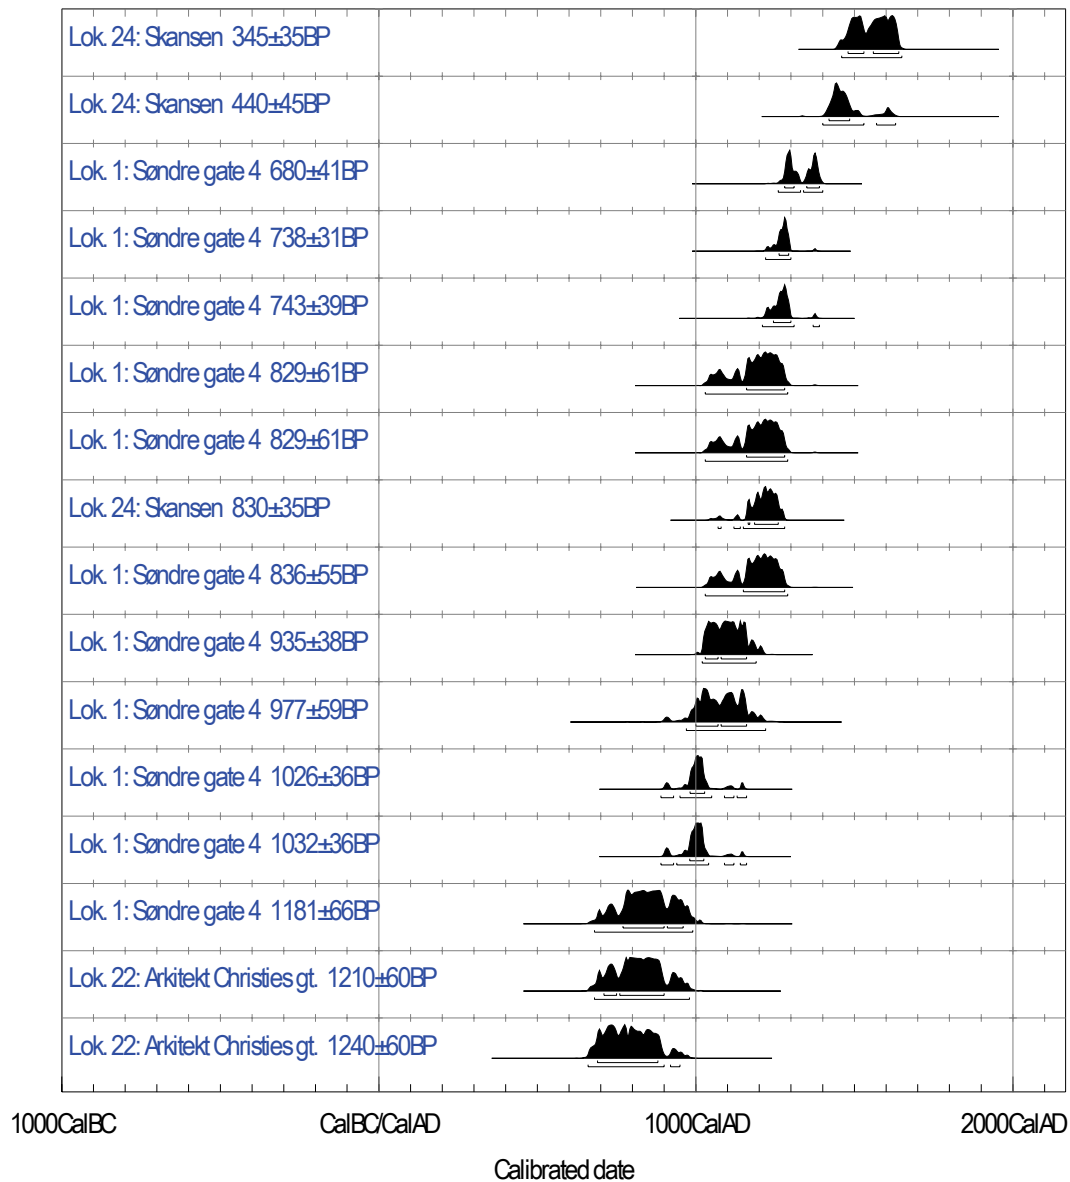 Lok. 24: Skansen 345±35BP
Lok. 24: Skansen 440±45BP
Lok. 1: Søndre gate 4 680±41BP
Lok. 1: Søndre gate 4 738±31BP
Lok. 1: Søndre gate 4 743±39BP
Lok. 1: Søndre gate 4 829±61BP
Lok. 1: Søndre gate 4 829±61BP
Lok. 24: Skansen 830±35BP
Lok. 1: Søndre gate 4 836±55BP
Lok. 1: Søndre gate 4 935±38BP
Lok. 1: Søndre gate 4 977±59BP
Lok. 1: Søndre gate 4 1026±36BP
Lok. 1: Søndre gate 4 1032±36BP
Lok. 1: Søndre gate 4 1181±66BP
Lok. 22: Arkitekt Christies gt. 1210±60BP
Lok. 22: Arkitekt Christies gt. 1240±60BP
1000CalBC CalBC/CalAD 1000CalAD 2000CalAD
Calibrated date